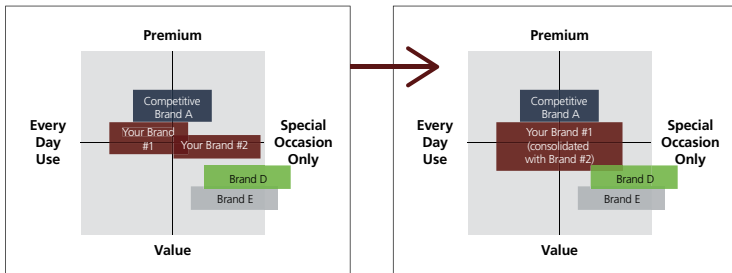 Premium
Competitive
Brand A
Every
Day
Use
Your Brand
#1
Your Brand #2
Special
Occasion
Only
Brand D
Brand E
Value
Premium
Competitive
Brand A
Every
Day
Use
Your Brand #1
(consolidated
with Brand #2)
Special
Occasion
Only
Brand D
Brand E
Value